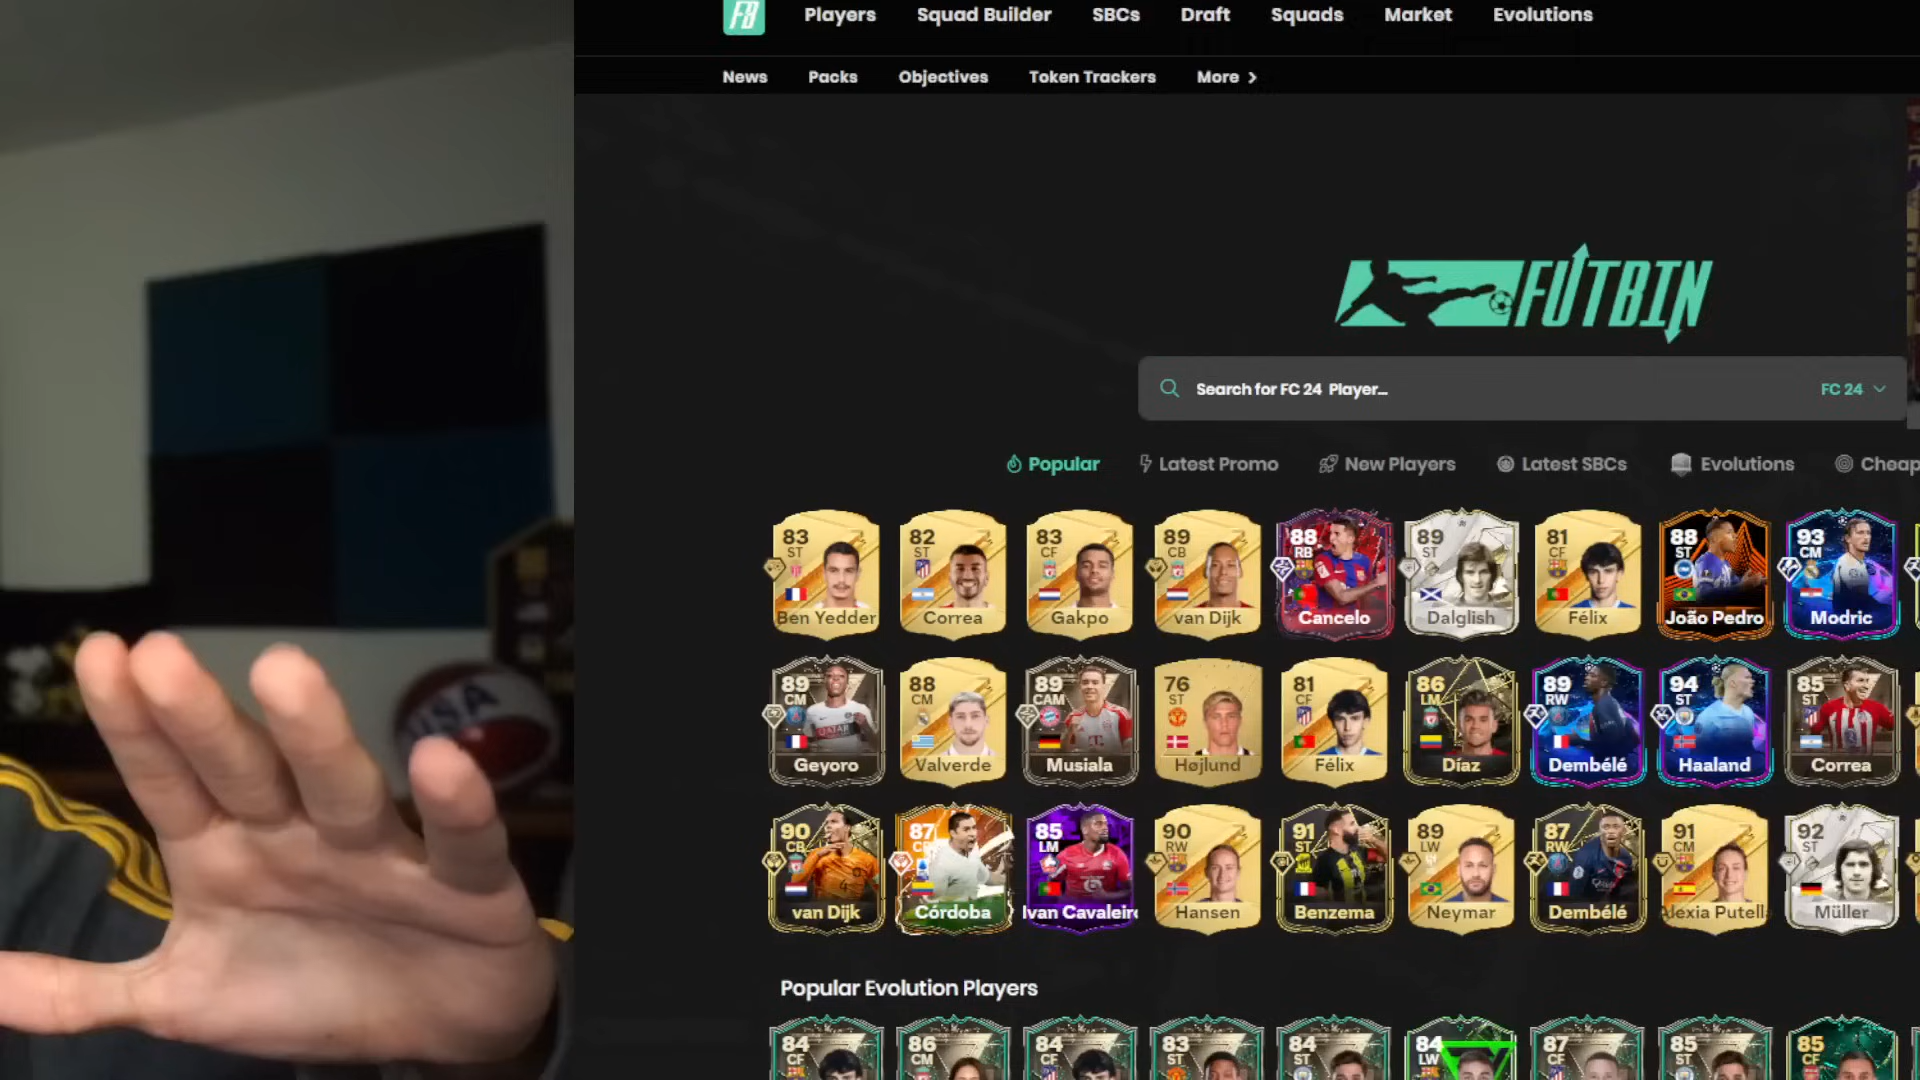 FB
Players Squad Builder SBCs Draft Squads Market Evolutions
News Packs Objectives Token Trackers More
FUTBIN
Search for FC 24 Player...
FC 24
Popular Latest Promo New Players Latest SBCs Evolutions Cheap
83 82 83 89 88 89 81 88 93
ST ST CF CB RB ST CF ST CM
Ben Yedder Correa Gakpo van Dijk Cancelo Dalglish Félix João Pedro Modric
89 88 89 76 81 86 89 94 85
CM CM CAM ST CF LM RW ST ST
Geyoro Valverde Musiala Højlund Félix Díaz Dembélé Haaland Correa
90 87 85 90 91 89 87 91 92
CB CB LM RW ST LW RW CM ST
van Dijk Córdoba Ivan Cavaleiro Hansen Benzema Neymar Dembélé Alexia Putella Müller
Popular Evolution Players
84 86 84 83 84 84 87 85 85
CF CM CF ST ST LW CF ST CF
USA